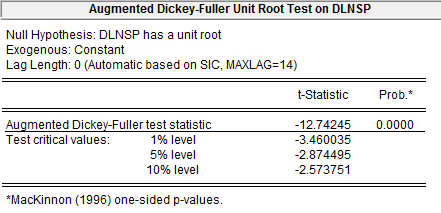 Augmented Dickey-Fuller Unit Root Test on DLNSP
Null Hypothesis: DLNSP has a unit root
Exogenous: Constant
Lag Length: 0 (Automatic based on SIC, MAXLAG=14)
t-Statistic Prob.*
Augmented Dickey-Fuller test statistic -12.74245 0.0000
Test critical values: 1% level -3.460035
5% level -2.874495
10% level -2.573751
*MacKinnon (1996) one-sided p-values.